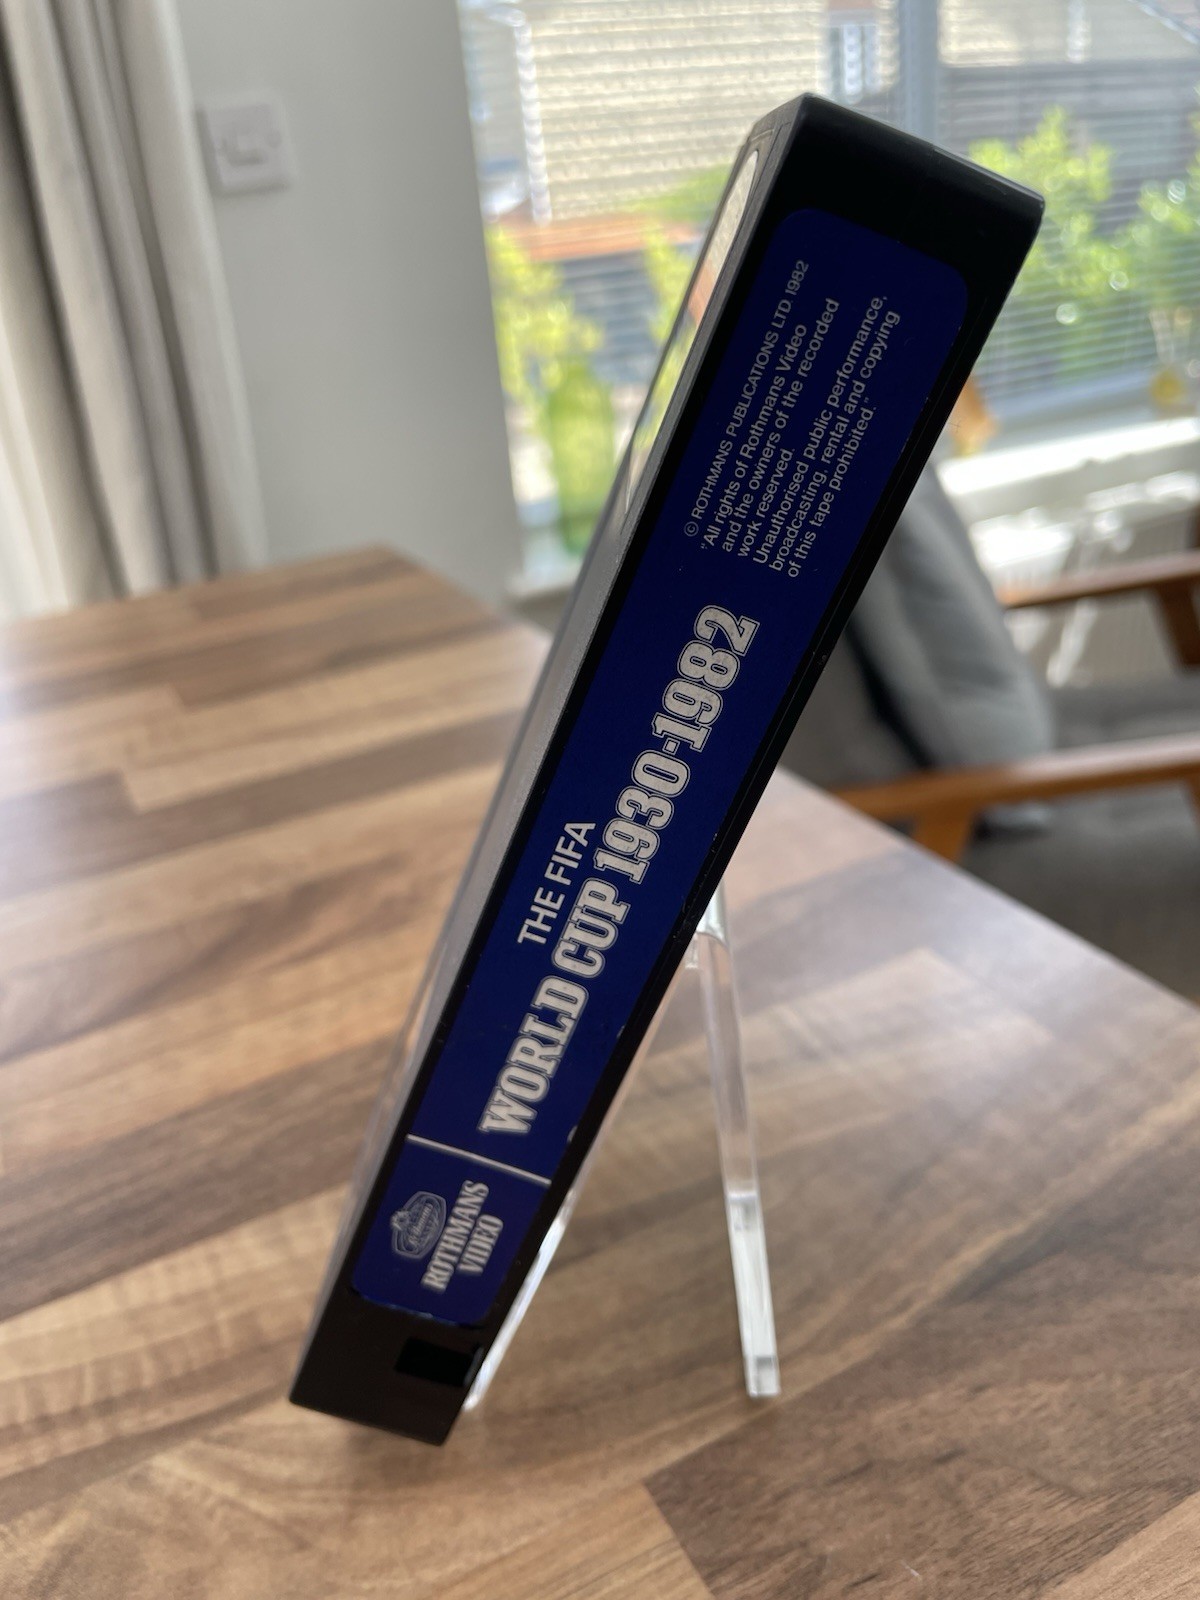 © ROTHMANS PUBLICATIONS LTD 1982
"All rights of Rothmans Video
and the owners of the recorded
work reserved.
Unauthorised public performance,
broadcasting, rental and copying
of this tape prohibited."
THE FIFA
WORLD CUP 1930-1982
ROTHMANS
VIDEO